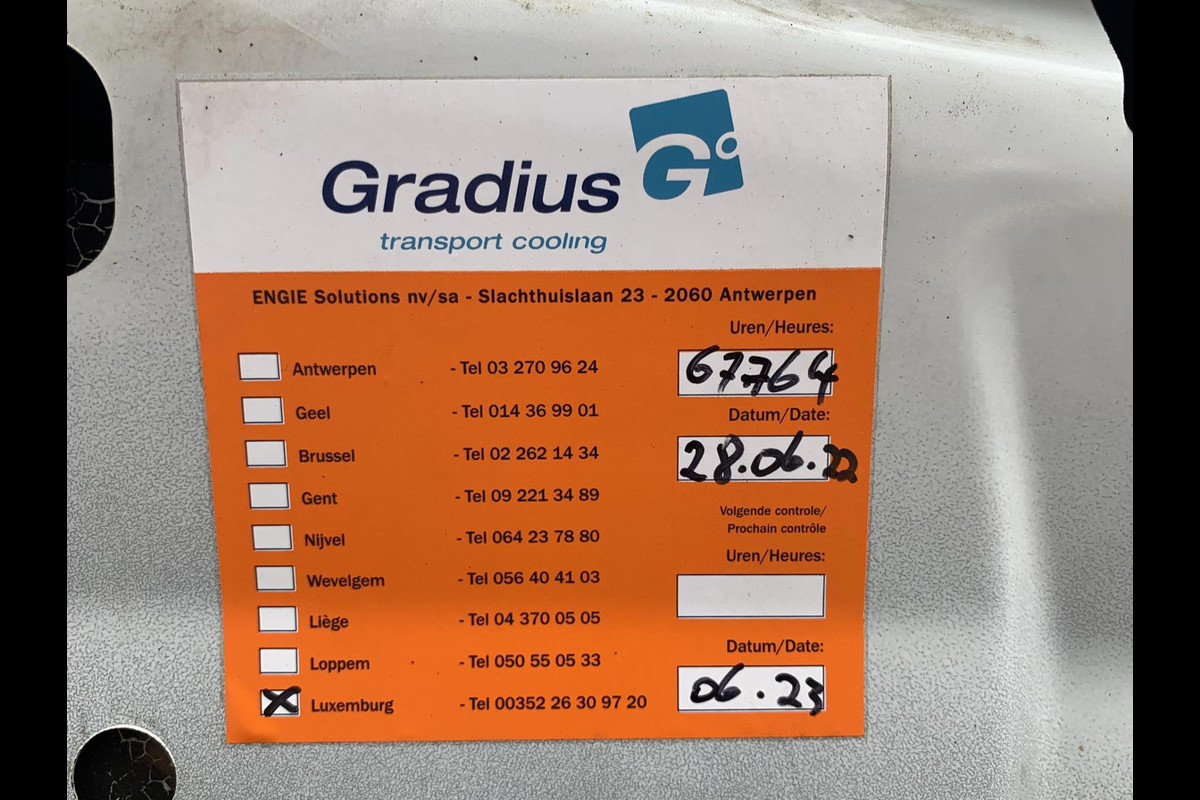 Gradius G°
transport cooling
ENGIE Solutions nv/sa - Slachthuislaan 23 - 2060 Antwerpen
Uren/Heures:
67764
Antwerpen - Tel 03 270 96 24
Datum/Date:
Geel - Tel 014 36 99 01
28.06.22
Brussel - Tel 02 262 14 34
Gent - Tel 09 221 34 89
Volgende controle/
Prochain contrôle
Nijvel - Tel 064 23 78 80
Uren/Heures:
Wevelgem - Tel 056 40 41 03
Liège - Tel 04 370 05 05
Datum/Date:
Loppem - Tel 050 55 05 33
06.23
X Luxemburg - Tel 00352 26 30 97 20